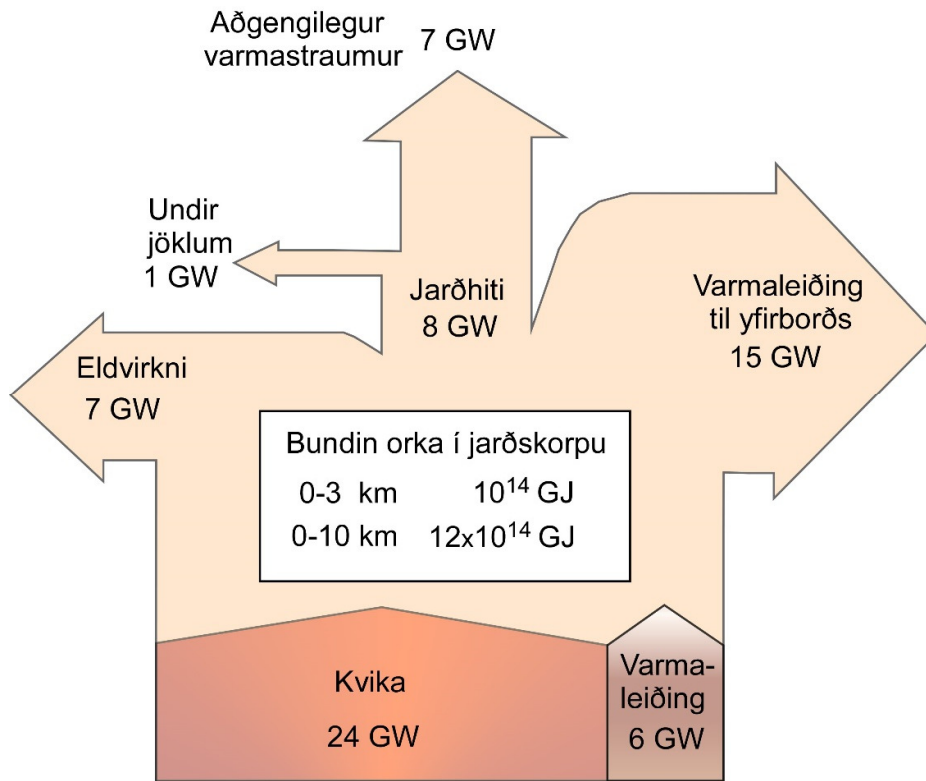 Aðgengilegur
varmastraumur
7 GW
Undir
jöklum
1 GW
Jarðhiti
8 GW
Varmaleiðing
til yfirborðs
15 GW
Eldvirkni
7 GW
Bundin orka í jarðskorpu
0-3 km 10¹⁴ GJ
0-10 km 12x10¹⁴ GJ
Kvika
24 GW
Varma-
leiðing
6 GW